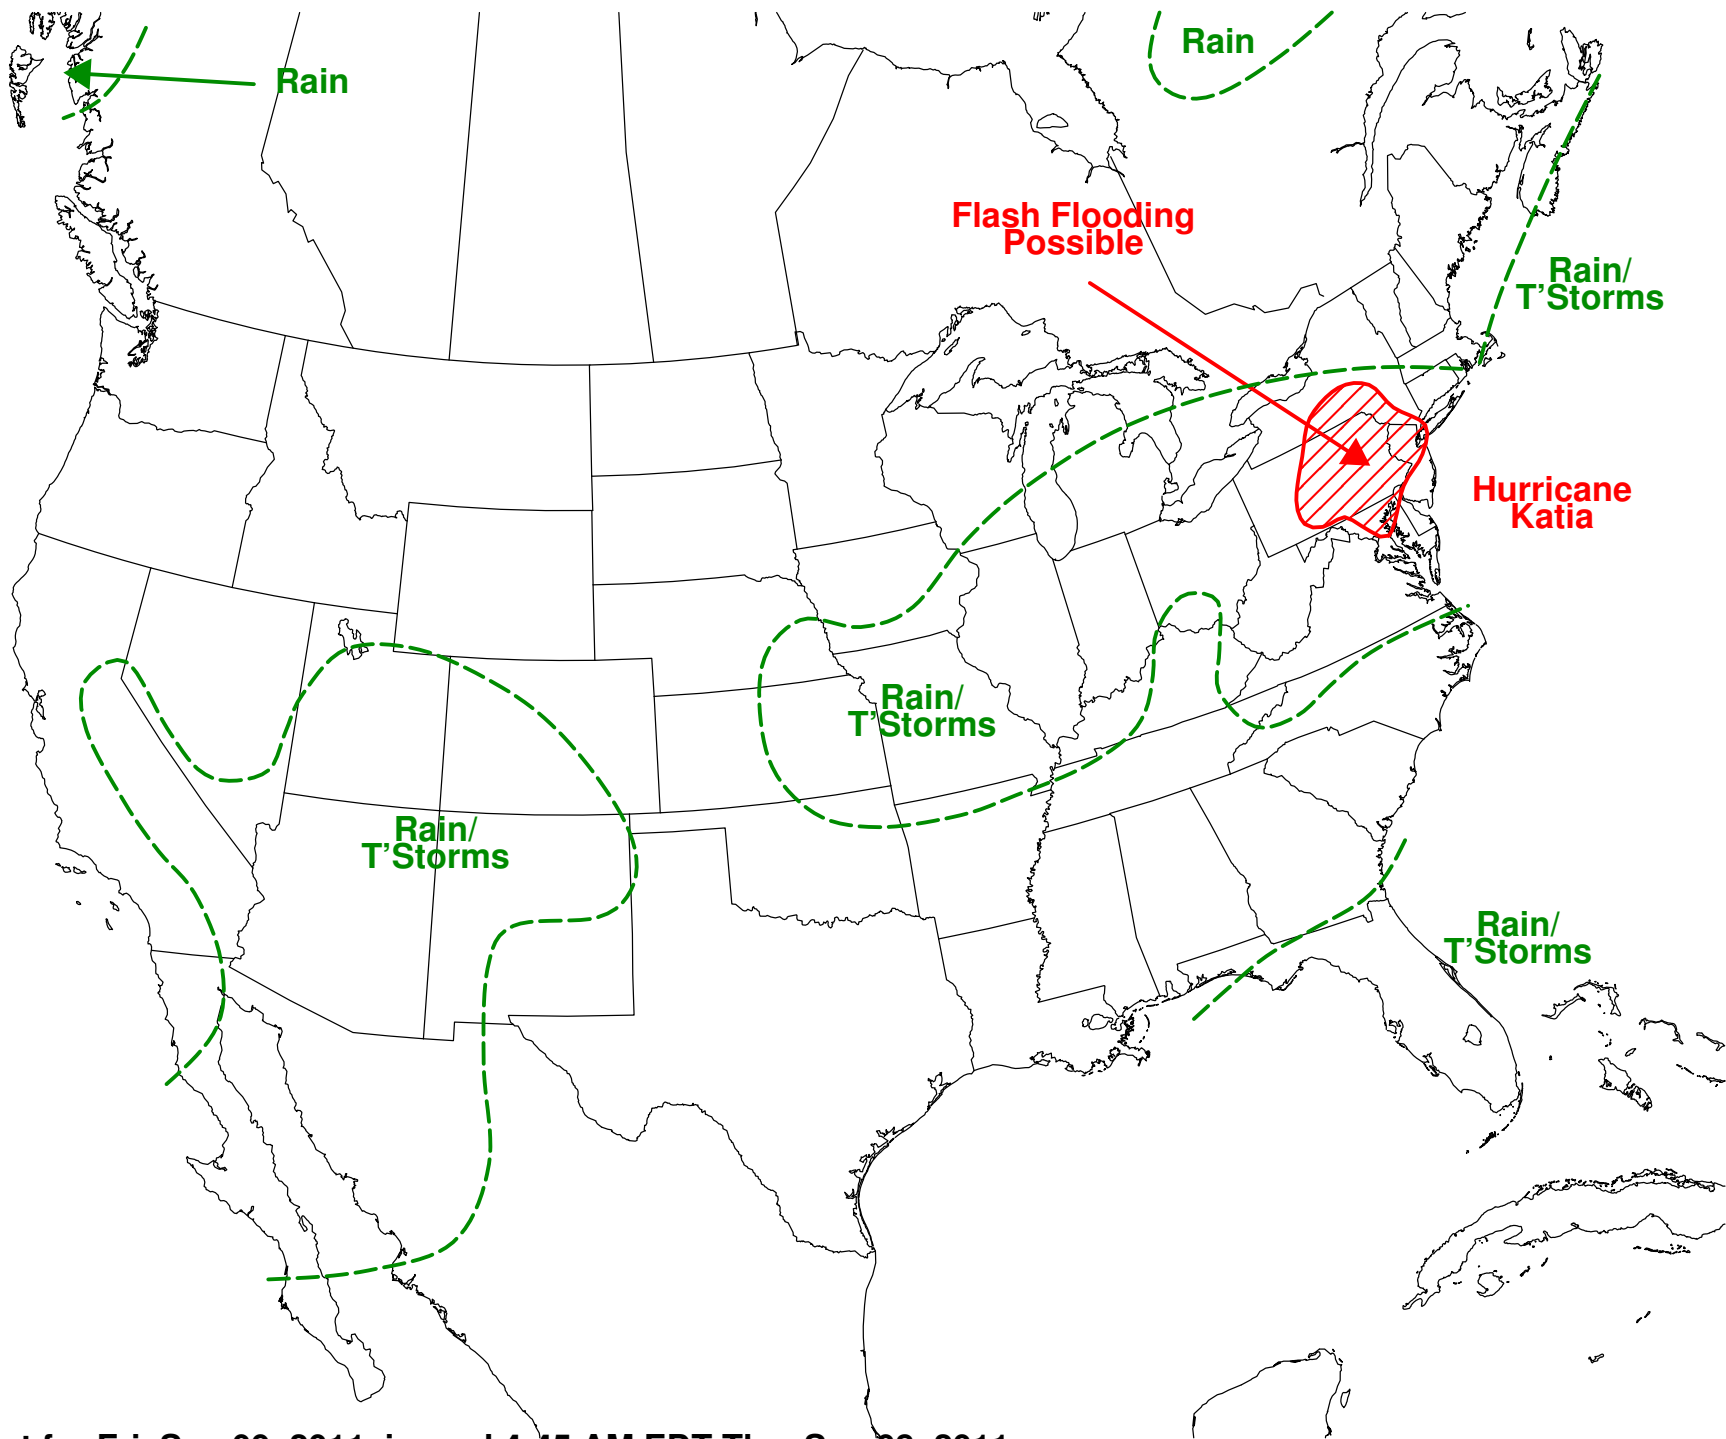 Rain
Rain
Flash Flooding
Possible
Rain/
T'Storms
Hurricane
Katia
Rain/
T'Storms
Rain/
T'Storms
Rain/
T'Storms